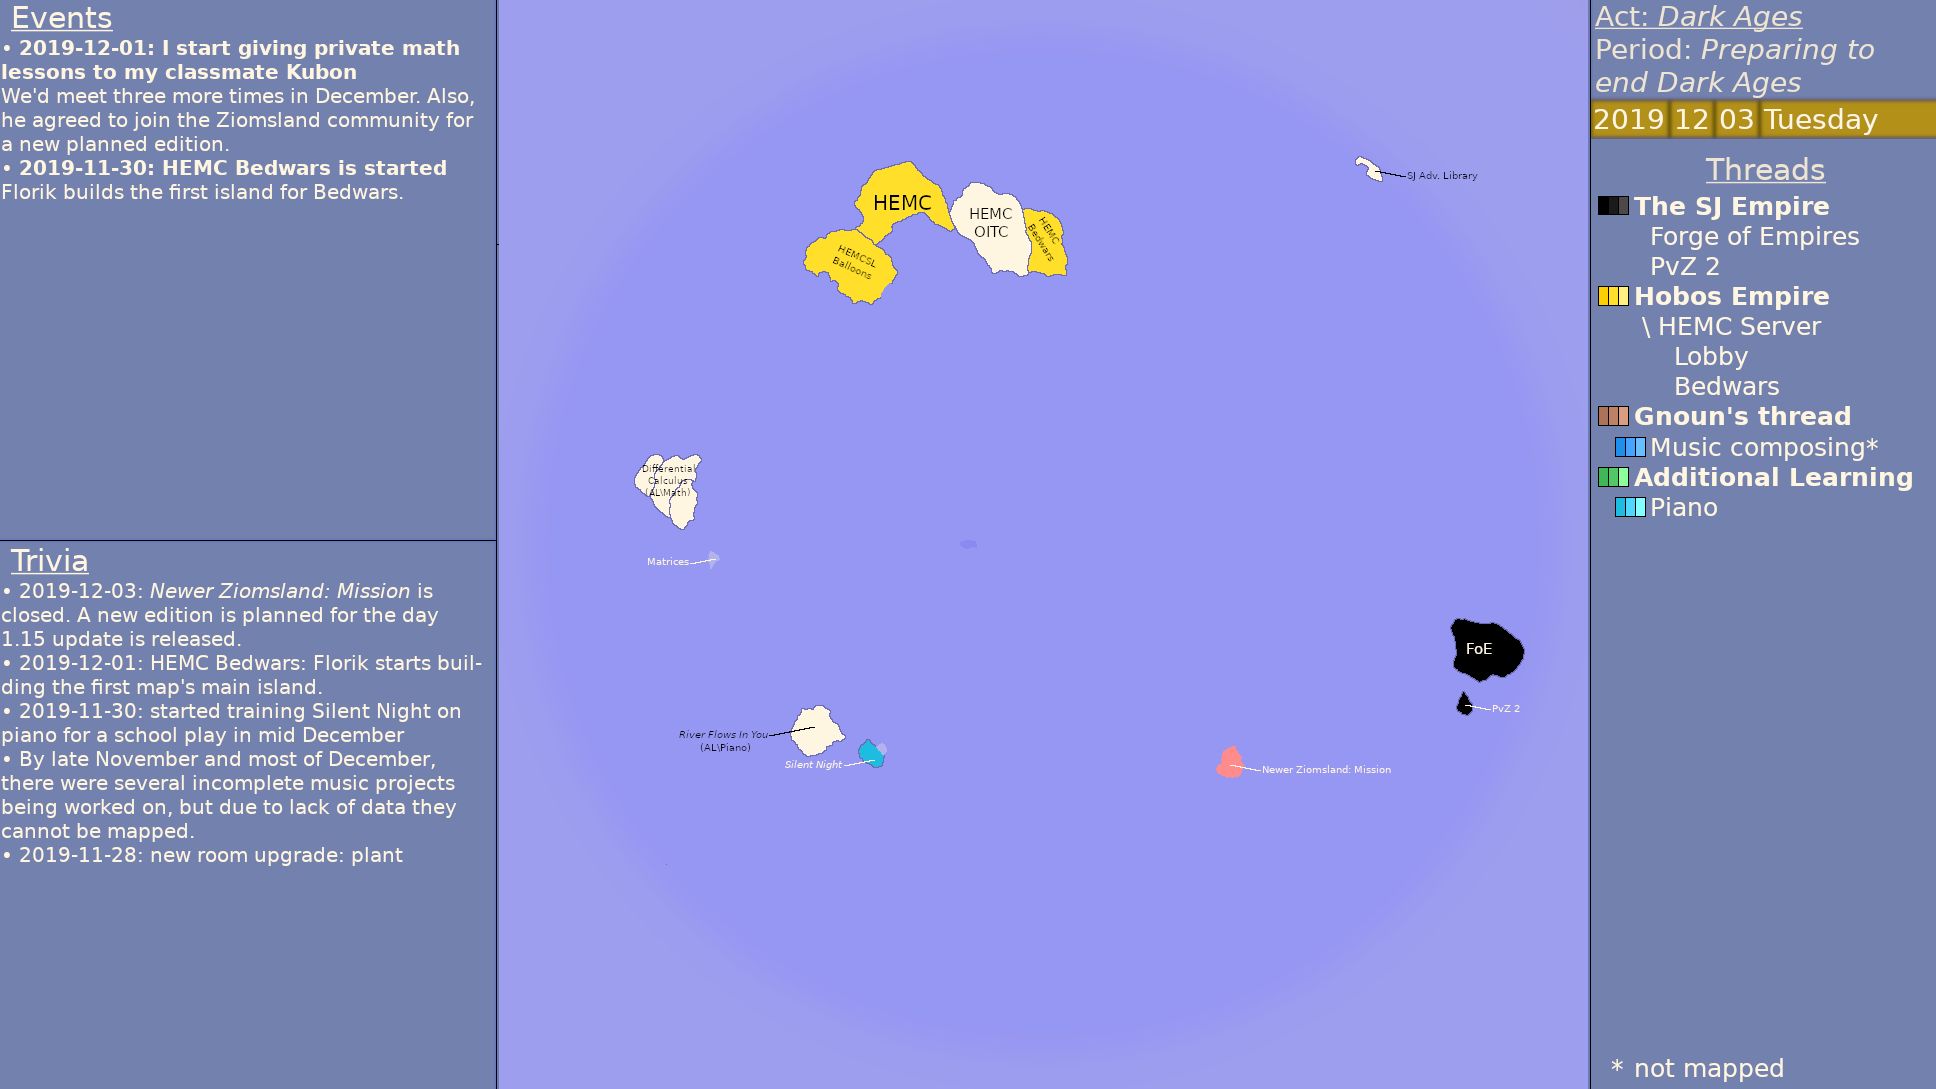 Events
• 2019-12-01: I start giving private math
lessons to my classmate Kubon
We'd meet three more times in December. Also,
he agreed to join the Ziomsland community for
a new planned edition.
• 2019-11-30: HEMC Bedwars is started
Florik builds the first island for Bedwars.
Trivia
• 2019-12-03: Newer Ziomsland: Mission is
closed. A new edition is planned for the day
1.15 update is released.
• 2019-12-01: HEMC Bedwars: Florik starts buil-
ding the first map's main island.
• 2019-11-30: started training Silent Night on
piano for a school play in mid December
• By late November and most of December,
there were several incomplete music projects
being worked on, but due to lack of data they
cannot be mapped.
• 2019-11-28: new room upgrade: plant
HEMC
HEMC
OITC
HEMC
Bedwars
HEMCSL
Balloons
SJ Adv. Library
Differential
Calculus
(AL\Math)
Matrices
FoE
PvZ 2
River Flows In You
(AL\Piano)
Silent Night
Newer Ziomsland: Mission
Act: Dark Ages
Period: Preparing to
end Dark Ages
2019 12 03 Tuesday
Threads
The SJ Empire
Forge of Empires
PvZ 2
Hobos Empire
\ HEMC Server
Lobby
Bedwars
Gnoun's thread
Music composing*
Additional Learning
Piano
* not mapped